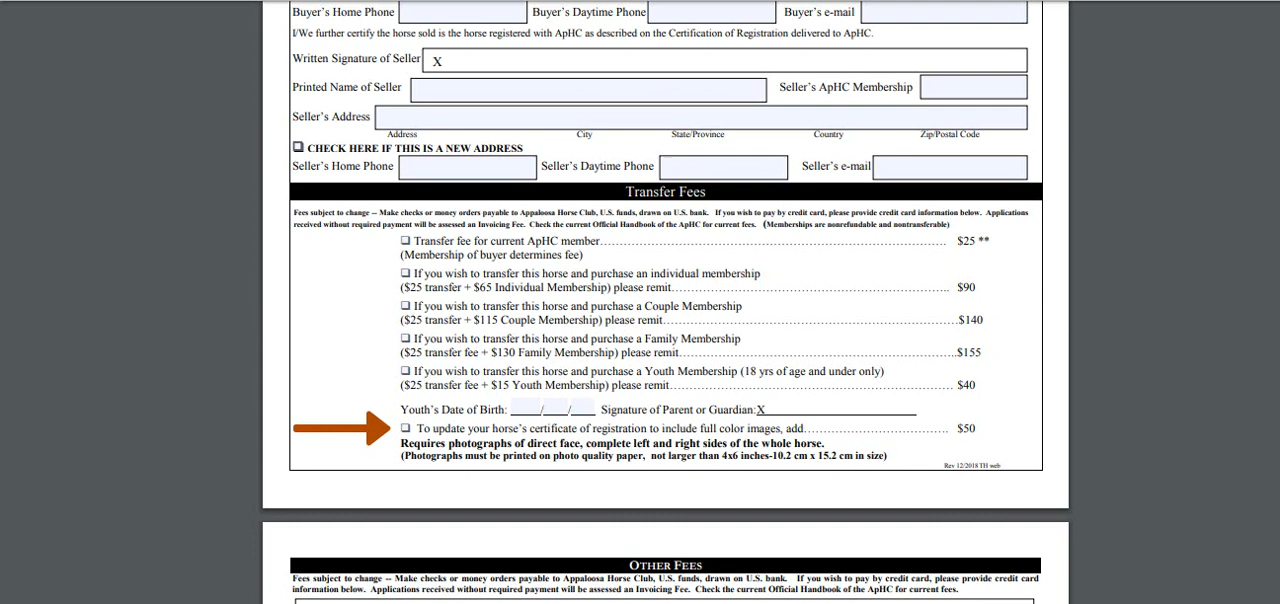 Buyer's Home Phone Buyer's Daytime Phone Buyer's e-mail
I/We further certify the horse sold is the horse registered with ApHC as described on the Certification of Registration delivered to ApHC.
Written Signature of Seller X
Printed Name of Seller Seller's ApHC Membership
Seller's Address
Address City State/Province Country Zip/Postal Code
❑ CHECK HERE IF THIS IS A NEW ADDRESS
Seller's Home Phone Seller's Daytime Phone Seller's e-mail
Transfer Fees
Fees subject to change -- Make checks or money orders payable to Appaloosa Horse Club, U.S. funds, drawn on U.S. bank. If you wish to pay by credit card, please provide credit card information below. Applications
received without required payment will be assessed an Invoicing Fee. Check the current Official Handbook of the ApHC for current fees. (Memberships are nonrefundable and nontransferable)
❑ Transfer fee for current ApHC member.......... $25 **
(Membership of buyer determines fee)
❑ If you wish to transfer this horse and purchase an individual membership
($25 transfer + $65 Individual Membership) please remit.......... $90
❑ If you wish to transfer this horse and purchase a Couple Membership
($25 transfer + $115 Couple Membership) please remit..........$140
❑ If you wish to transfer this horse and purchase a Family Membership
($25 transfer fee + $130 Family Membership) please remit..........$155
❑ If you wish to transfer this horse and purchase a Youth Membership (18 yrs of age and under only)
($25 transfer fee + $15 Youth Membership) please remit.......... $40
Youth's Date of Birth: / / Signature of Parent or Guardian:X
❑ To update your horse's certificate of registration to include full color images, add.......... $50
Requires photographs of direct face, complete left and right sides of the whole horse.
(Photographs must be printed on photo quality paper, not larger than 4x6 inches-10.2 cm x 15.2 cm in size)
Rev 12/2018 TH web
OTHER FEES
Fees subject to change -- Make checks or money orders payable to Appaloosa Horse Club, U.S. funds, drawn on U.S. bank. If you wish to pay by credit card, please provide credit card
information below. Applications received without required payment will be assessed an Invoicing Fee. Check the current Official Handbook of the ApHC for current fees.